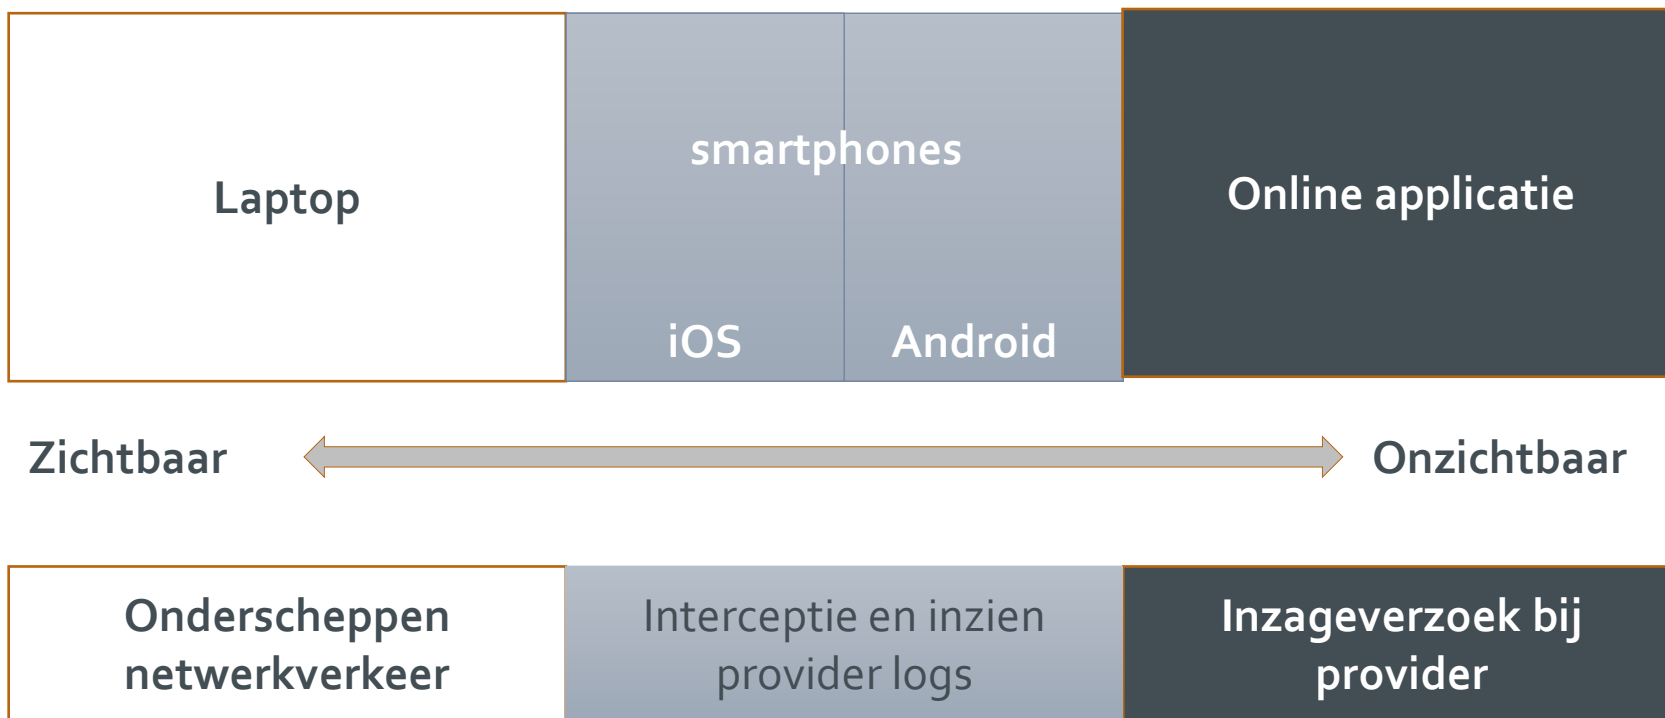 Laptop
smartphones
iOS
Android
Online applicatie
Zichtbaar
Onzichtbaar
Onderscheppen
netwerkverkeer
Interceptie en inzien
provider logs
Inzageverzoek bij
provider